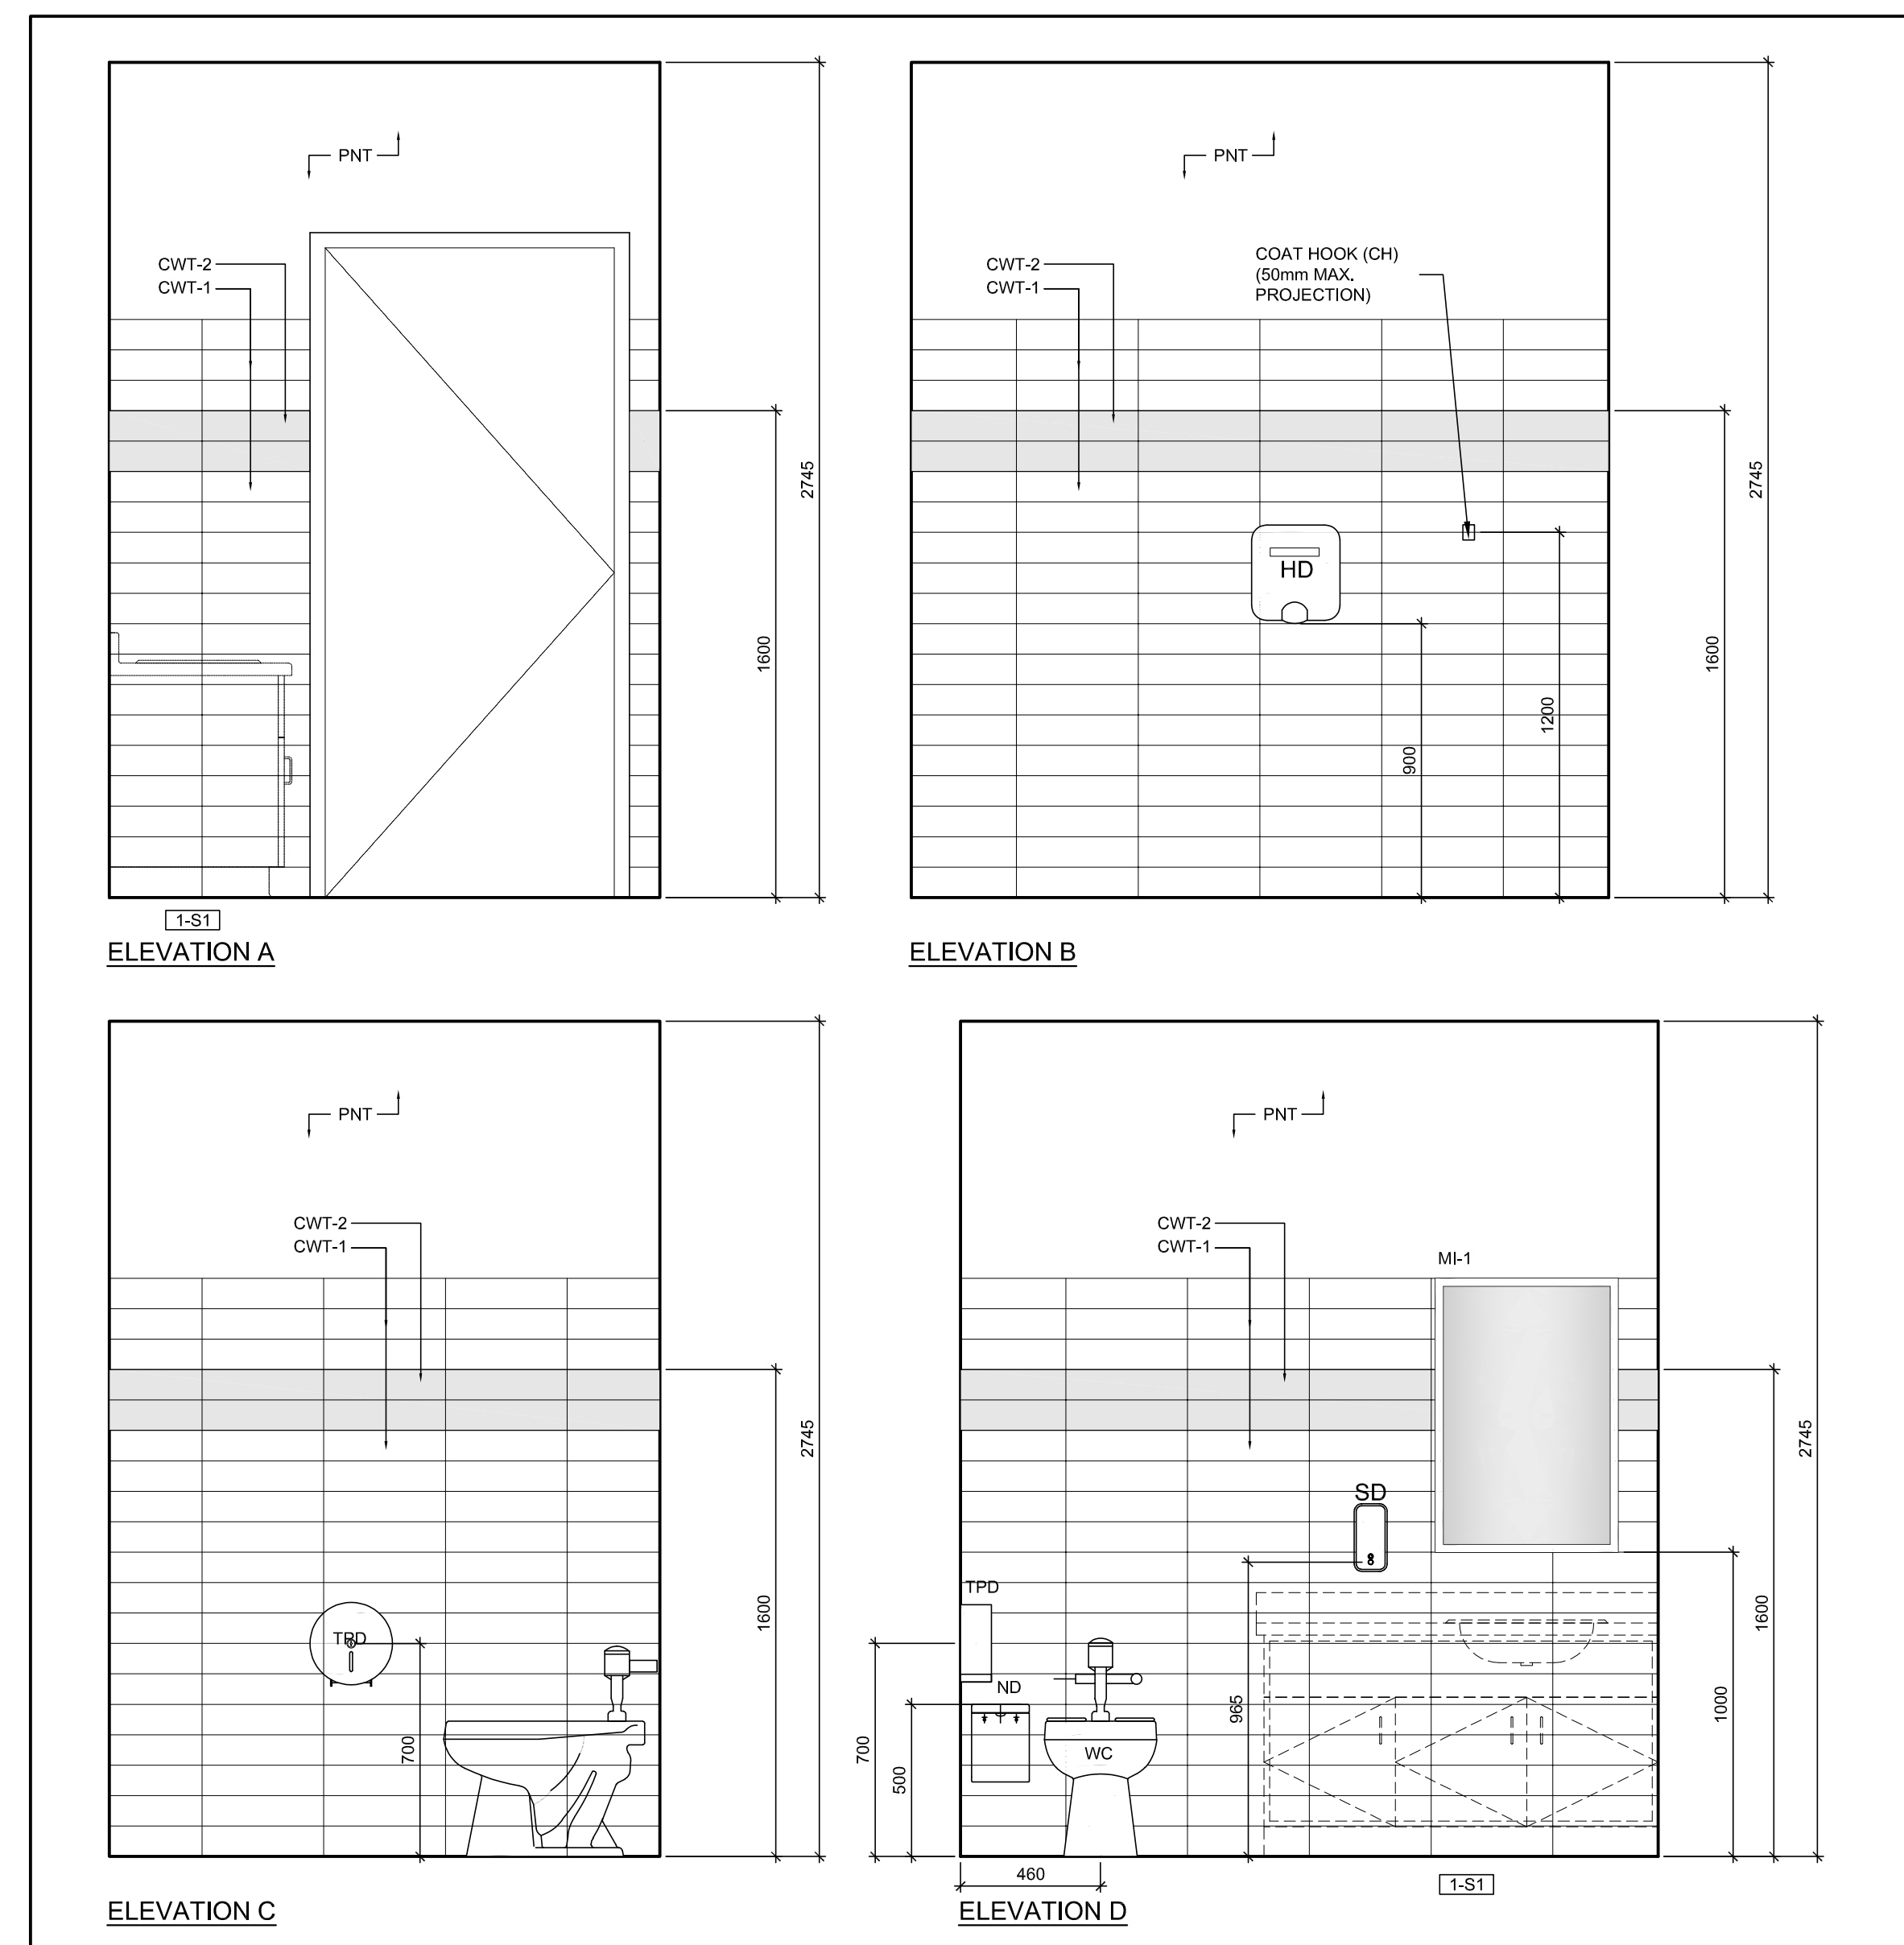 PNT
CWT-2
CWT-1
2745
1600
1-S1
ELEVATION A
PNT
CWT-2
CWT-1
COAT HOOK (CH)
(50mm MAX.
PROJECTION)
HD
2745
1600
1200
900
ELEVATION B
PNT
CWT-2
CWT-1
2745
1600
TPD
700
ELEVATION C
PNT
CWT-2
CWT-1
MI-1
2745
SD
TPD
1600
ND
965
1000
700
WC
500
460
1-S1
ELEVATION D